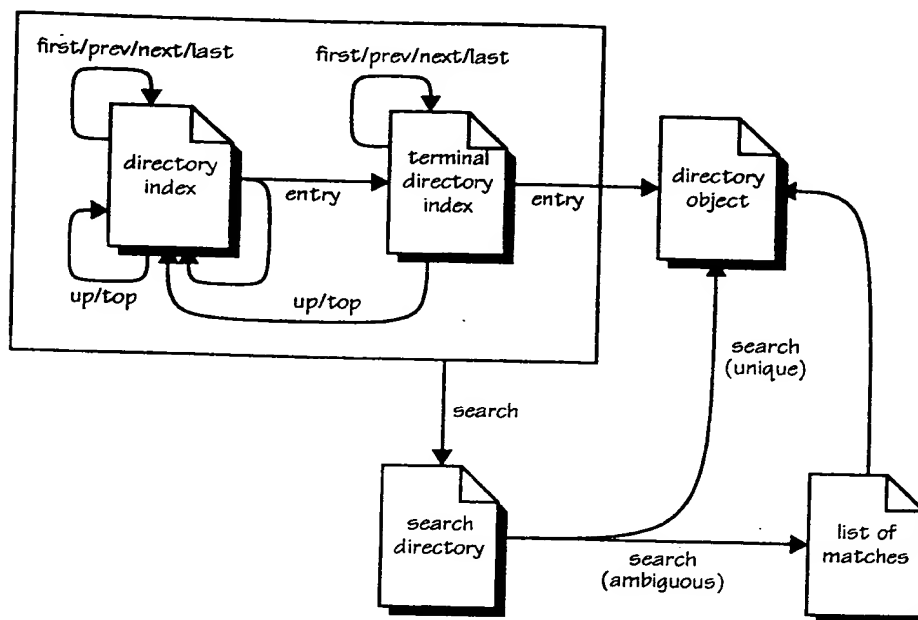 first/prev/next/last
first/prev/next/last
directory
index
entry
terminal
directory
index
entry
directory
object
up/top
up/top
search
(unique)
search
search
directory
search
(ambiguous)
list of
matches